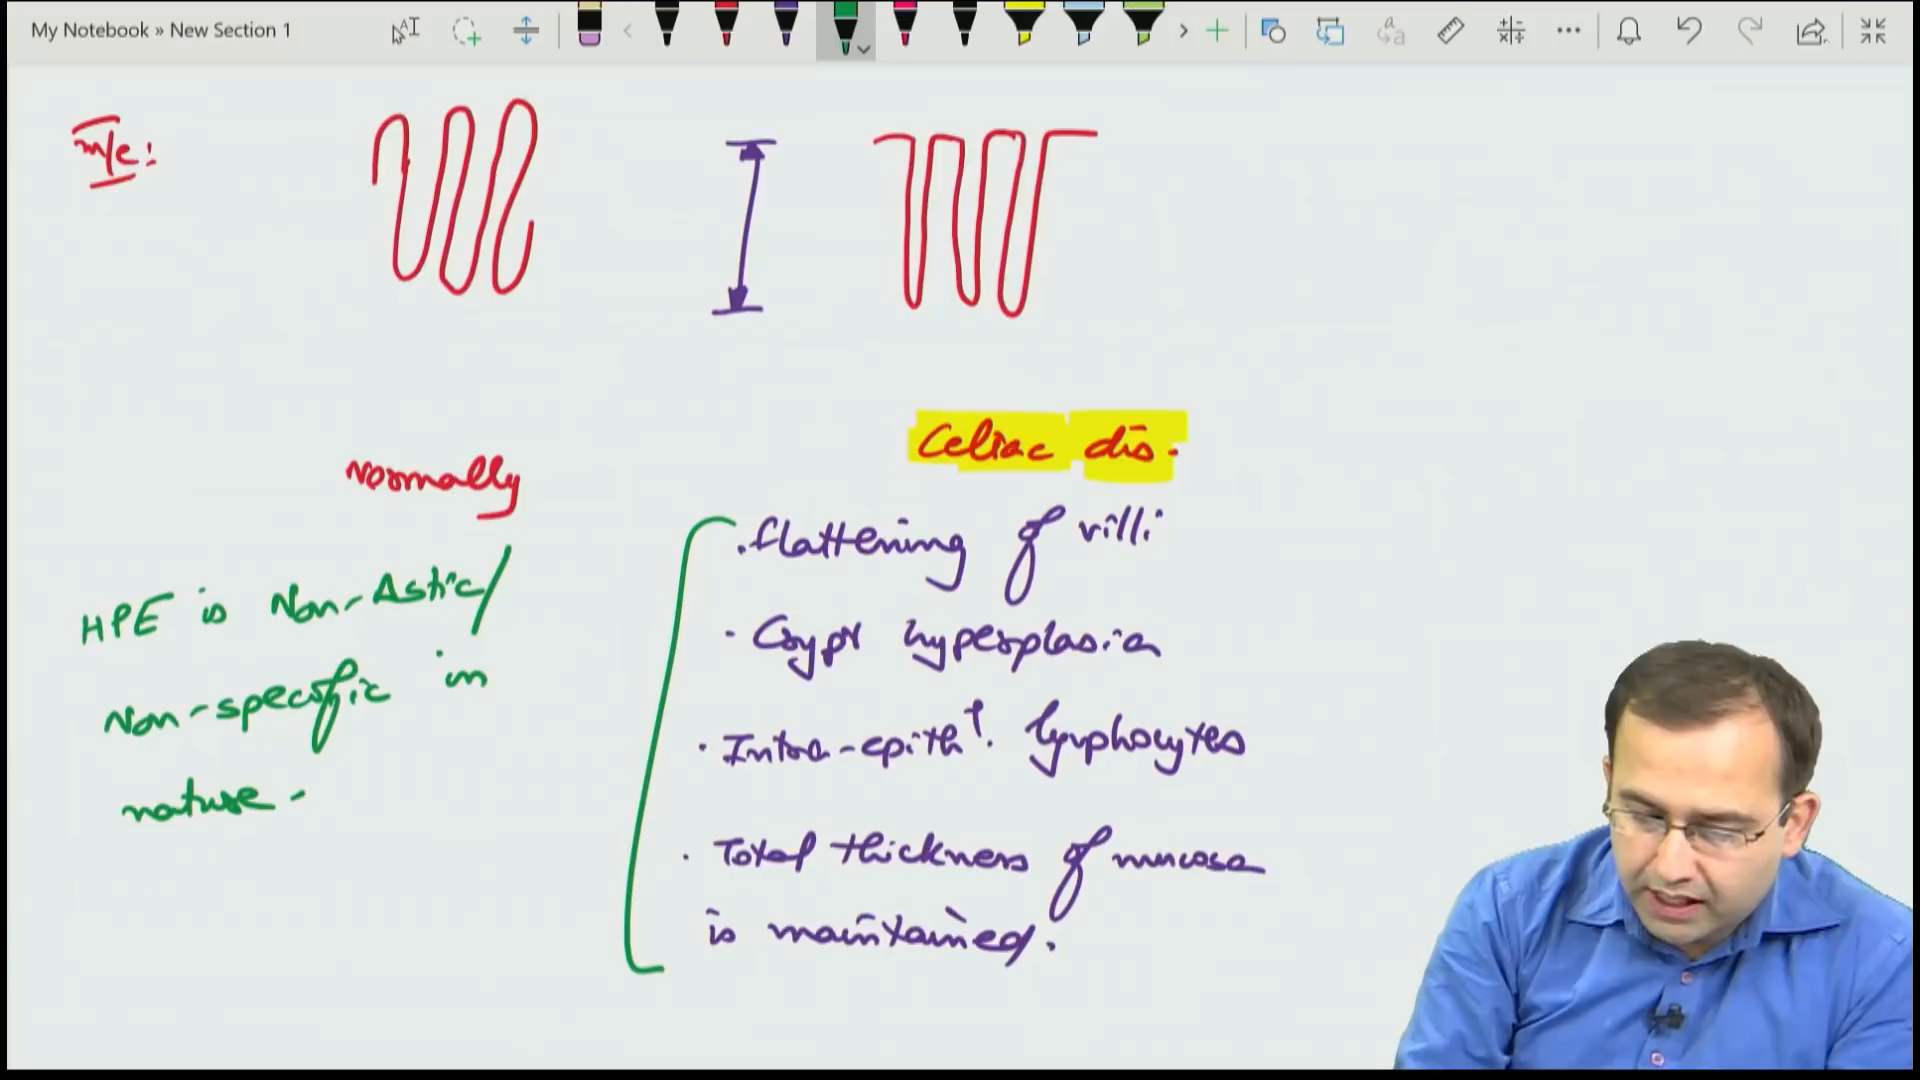 My Notebook » New Section 1
m/e:
Normally
HPE is Non-Δstic/
Non-specific in
nature -
Celiac dis.
. flattening of villi
. Crypt hyperplasia
. Intra-epith↑. lymphocytes
. Total thickness of mucosa
is maintained.